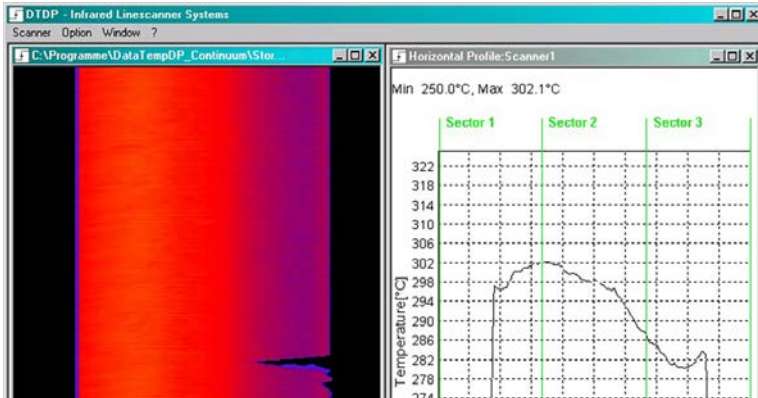 DTDP - Infrared Linescanner Systems
Scanner Option Window ?
C:\Programme\DataTempDP_Continuum\Stor...
Horizontal Profile:Scanner1
Min 250.0°C, Max 302.1°C
Sector 1 Sector 2 Sector 3
322
318
314
310
306
302
298
294
290
286
282
278
274
Temperature[°C]